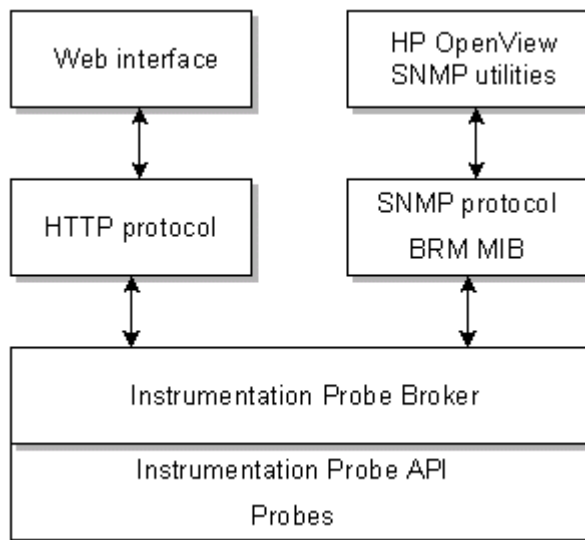 Web interface
HP OpenView
SNMP utilities
HTTP protocol
SNMP protocol
BRM MIB
Instrumentation Probe Broker
Instrumentation Probe API
Probes